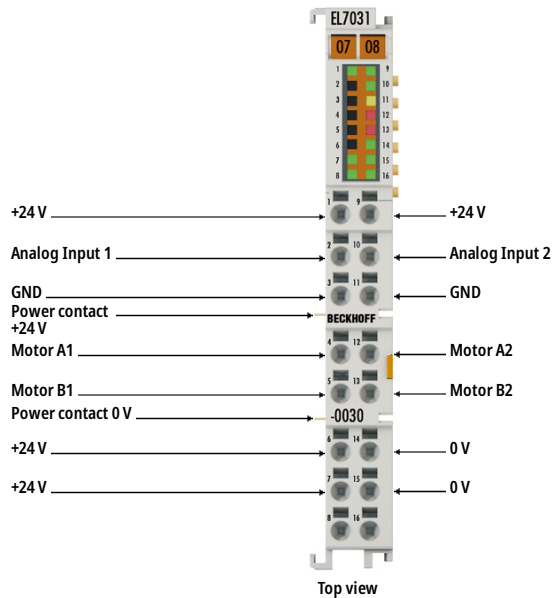 EL7031
07 08
1 9
2 10
3 11
4 12
5 13
6 14
7 15
8 16
1 9
+24 V +24 V
2 10
Analog Input 1 Analog Input 2
3 11
GND GND
Power contact
+24 V
BECKHOFF
4 12
Motor A1 Motor A2
5 13
Motor B1 Motor B2
Power contact 0 V
-0030
6 14
+24 V 0 V
7 15
+24 V 0 V
8 16
Top view